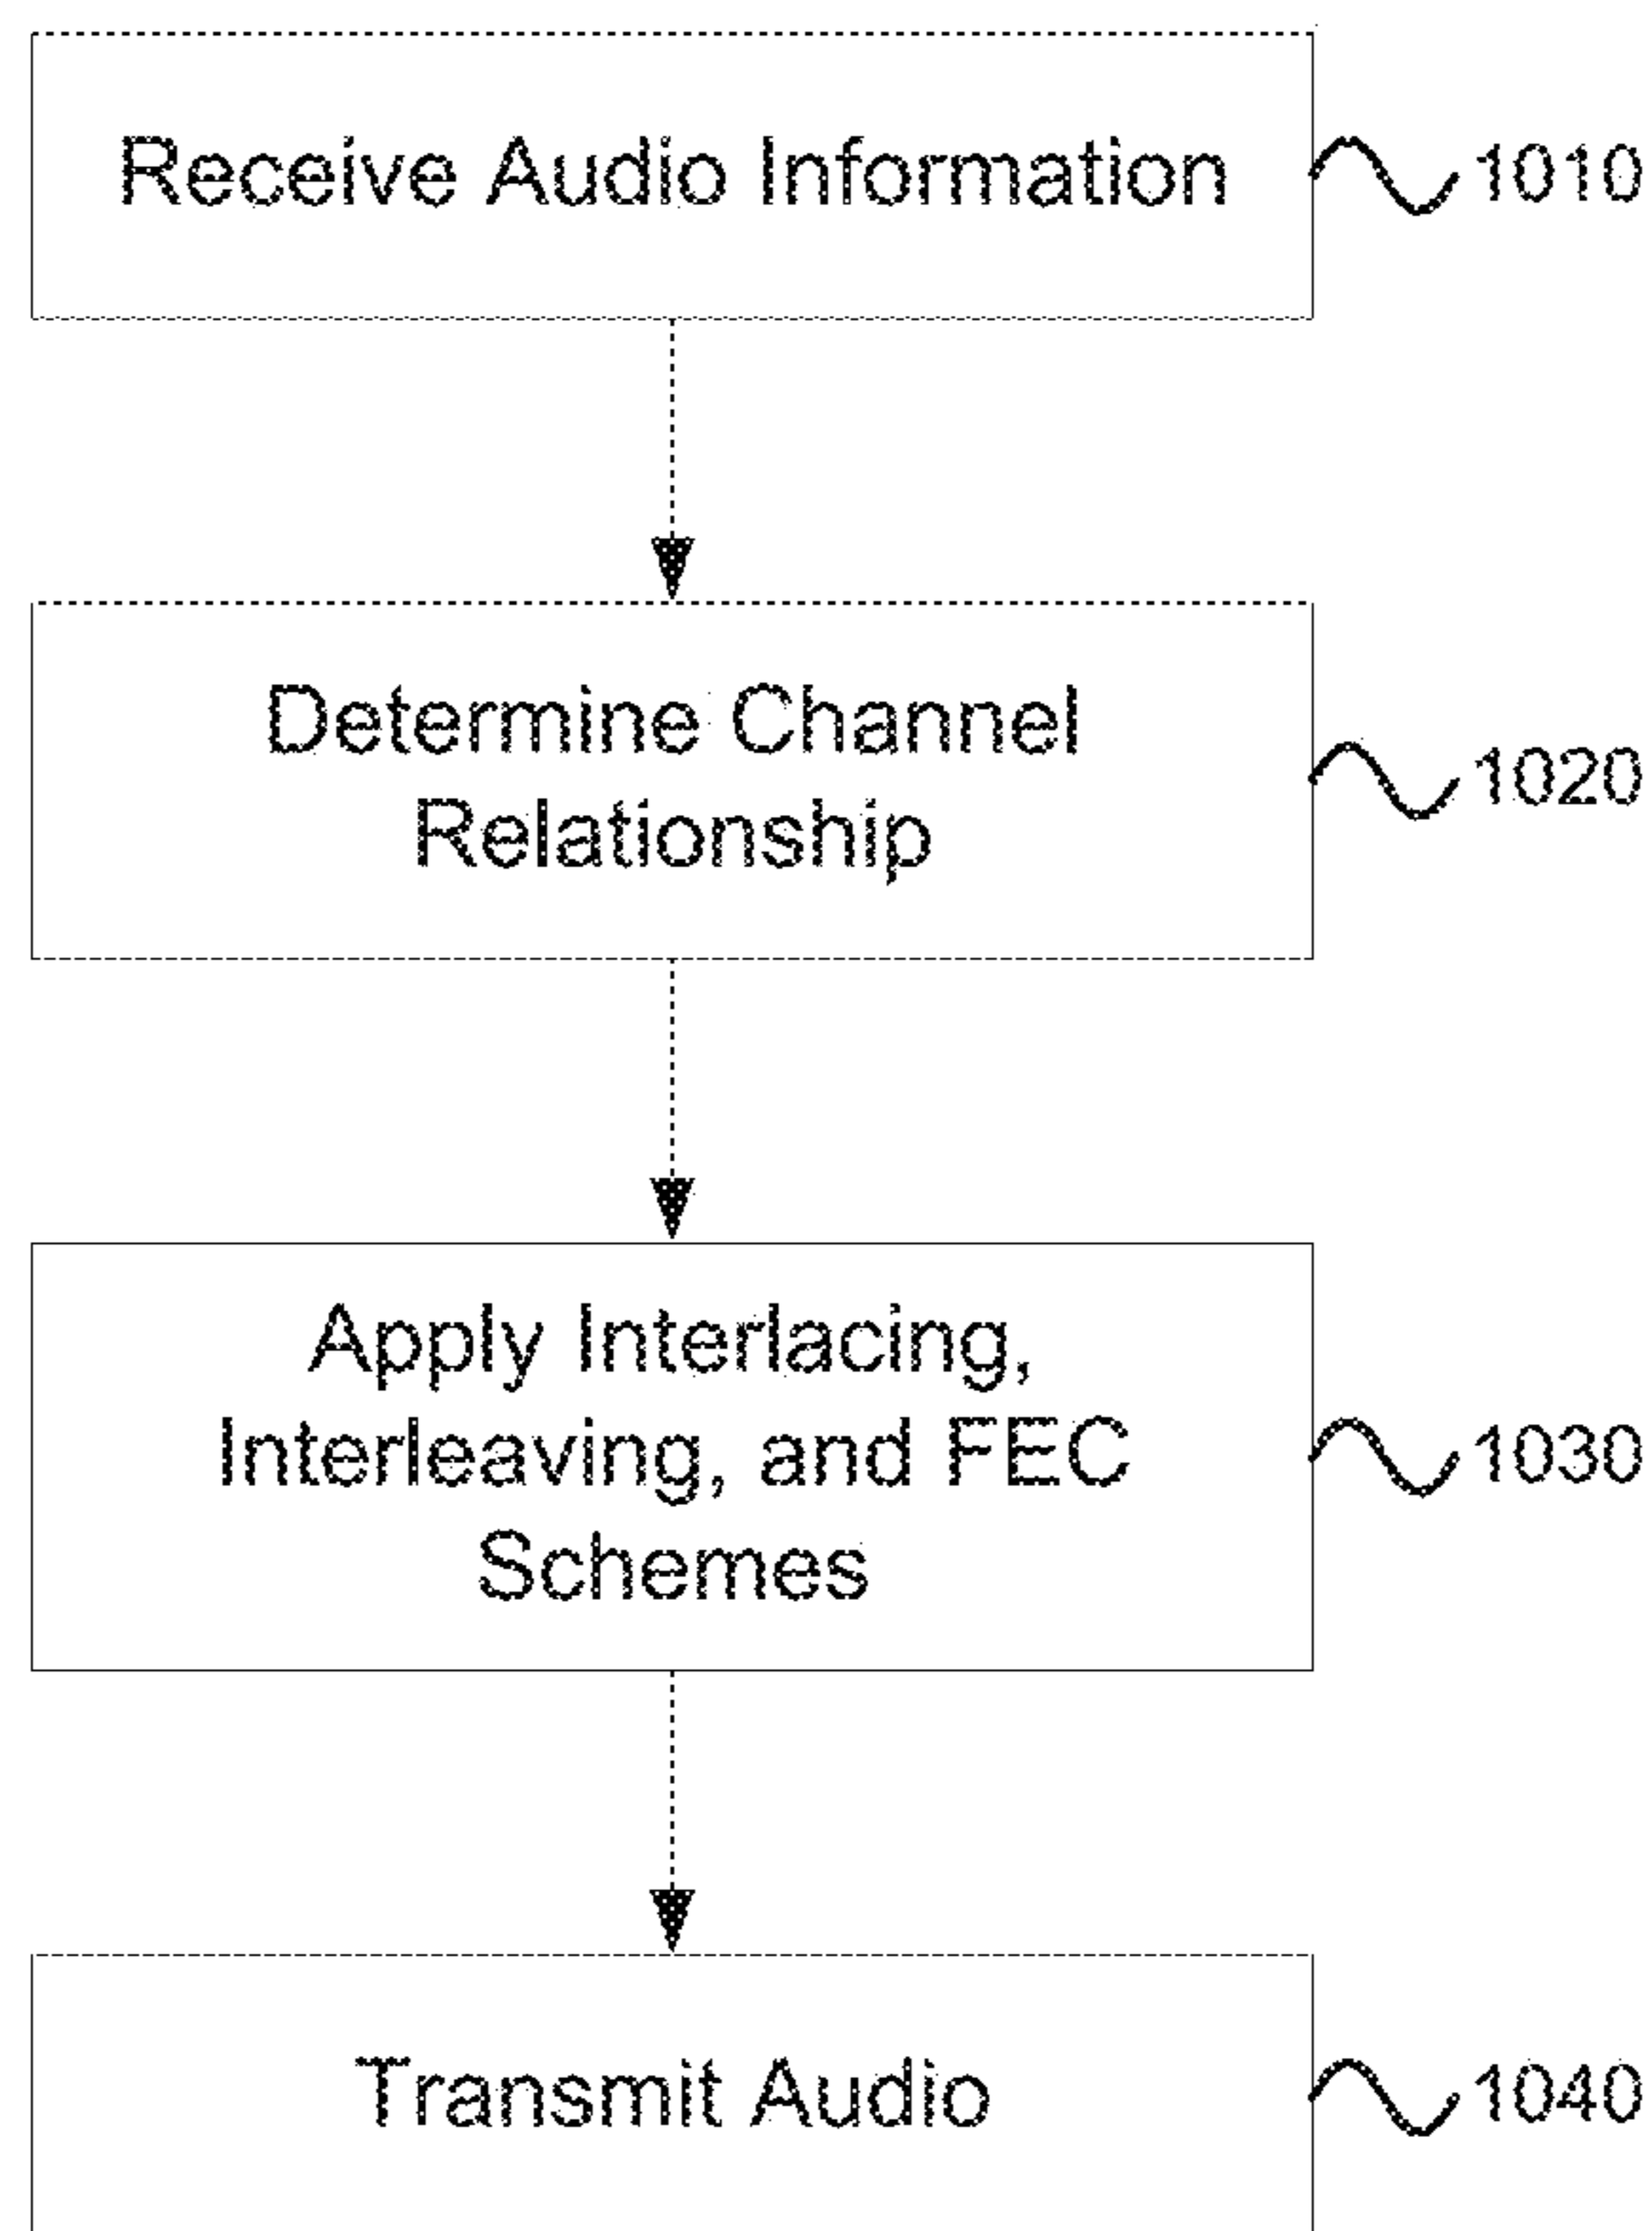 Receive Audio Information
1010
Determine Channel
Relationship
1020
Apply Interlacing,
Interleaving, and FEC
Schemes
1030
Transmit Audio
1040